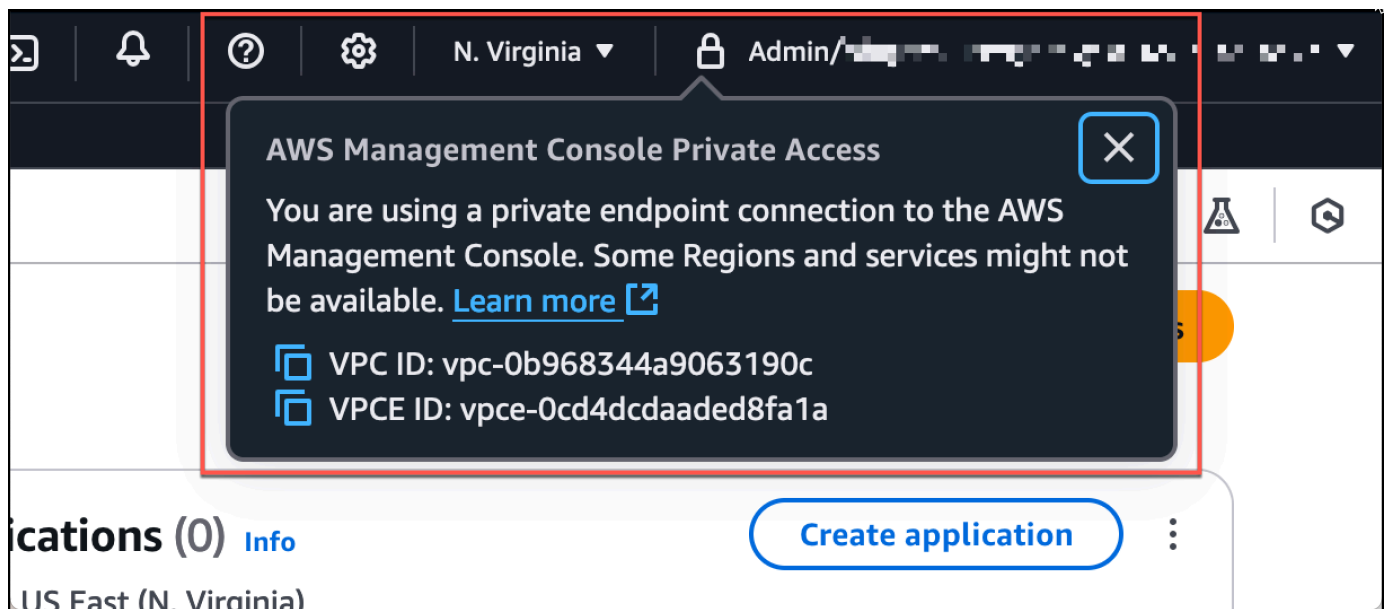 N. Virginia ▼ Admin/
AWS Management Console Private Access
You are using a private endpoint connection to the AWS
Management Console. Some Regions and services might not
be available. Learn more
VPC ID: vpc-0b968344a9063190c
VPCE ID: vpce-0cd4dcdaaded8fa1a
s
ications (0) Info
Create application
US East (N. Virginia)